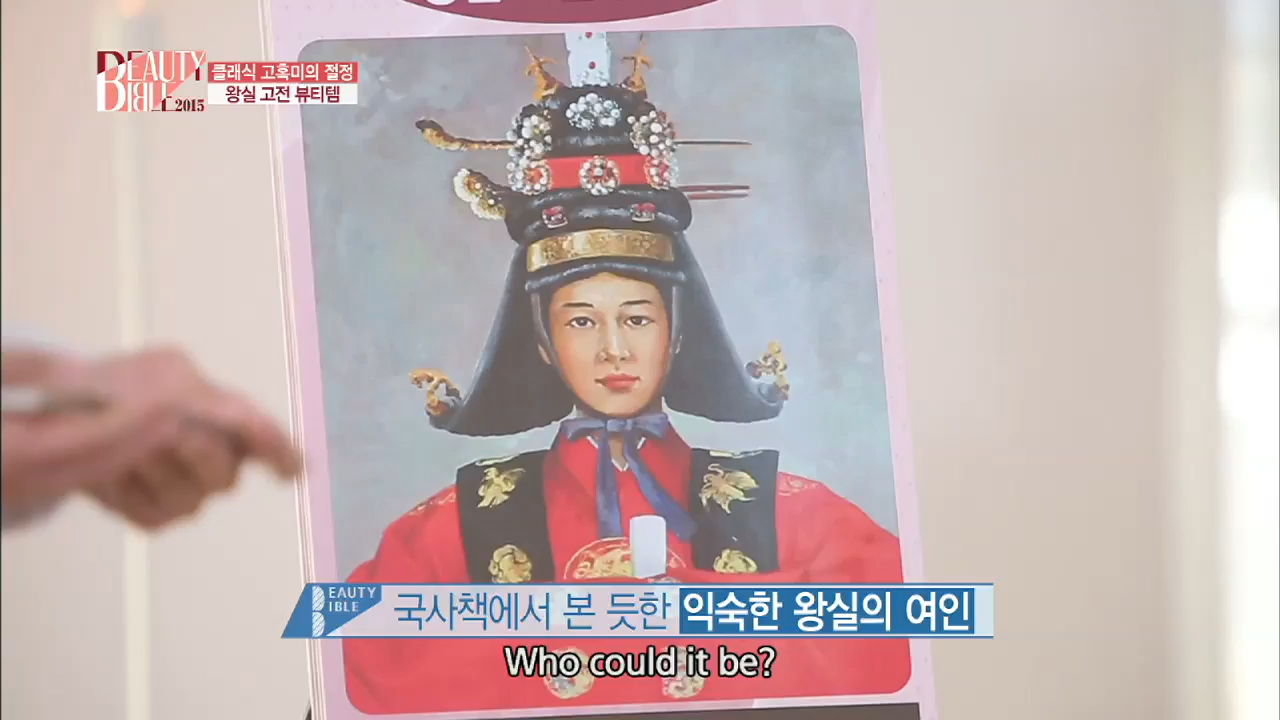 BEAUTY
BIBLE 2015
클래식 고혹미의 절정
왕실 고전 뷰티템
BEAUTY
BIBLE
국사책에서 본 듯한 익숙한 왕실의 여인
Who could it be?